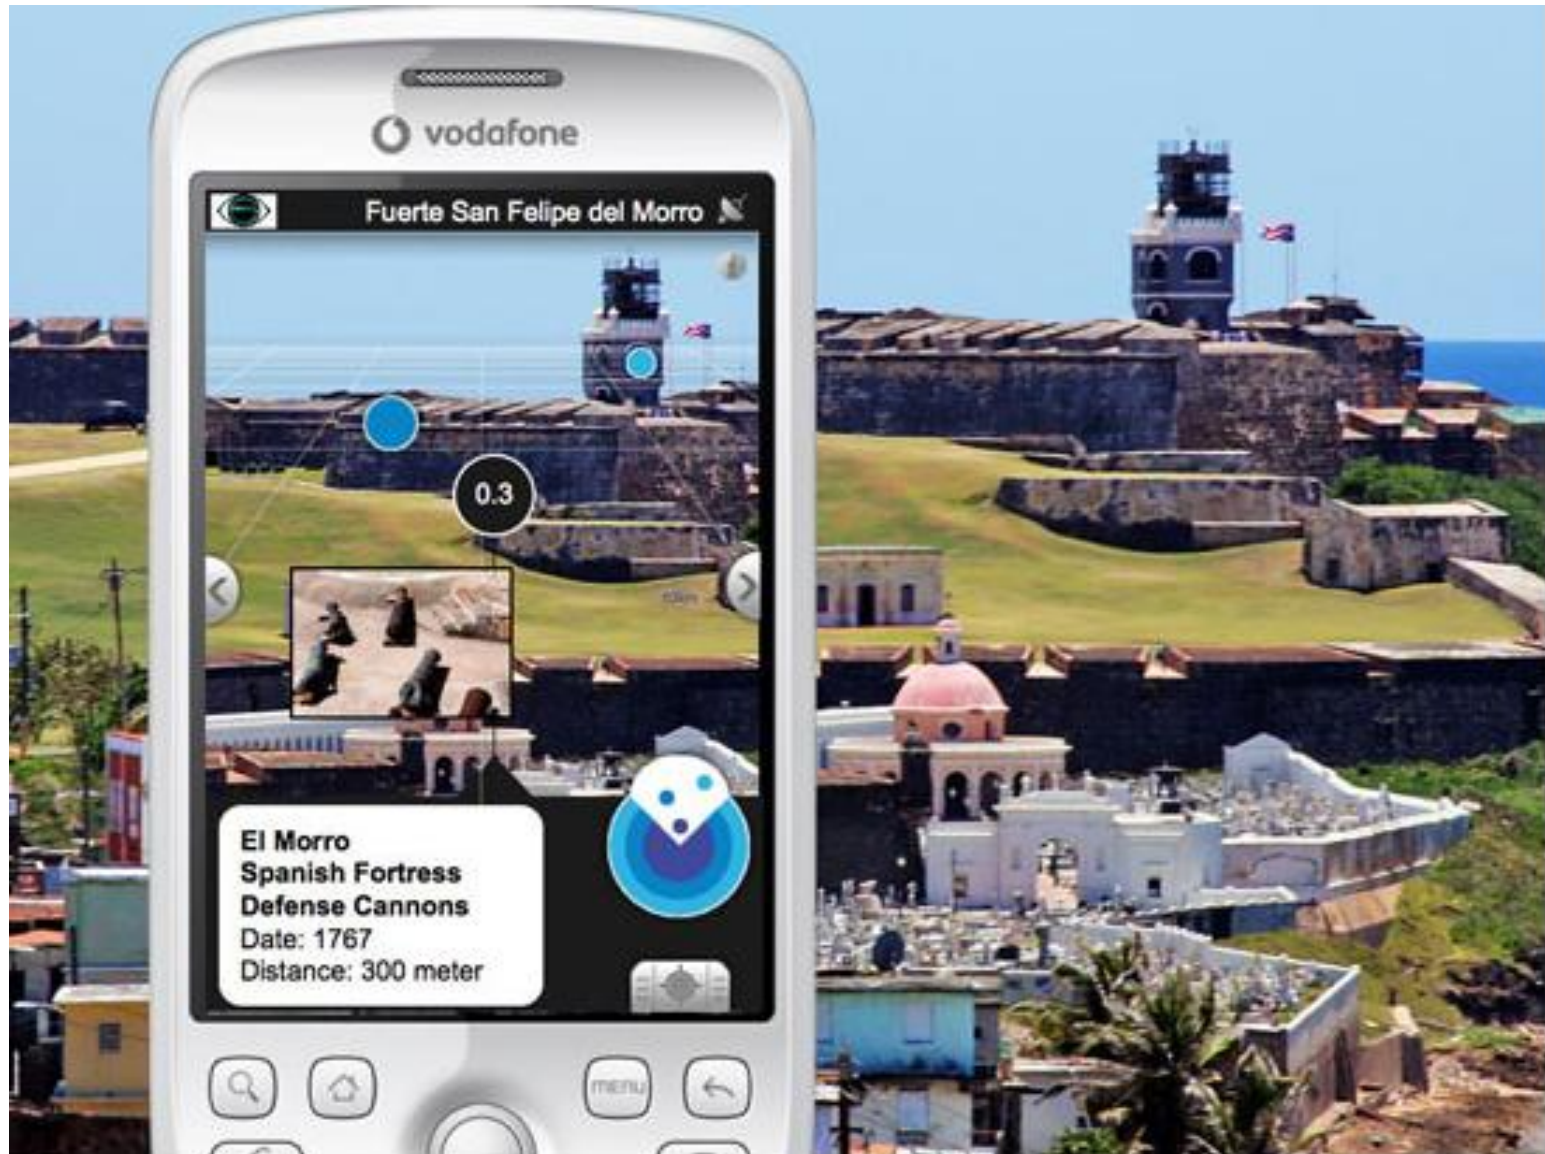 vodafone
Fuerte San Felipe del Morro
0.3
El Morro
Spanish Fortress
Defense Cannons
Date: 1767
Distance: 300 meter
menu